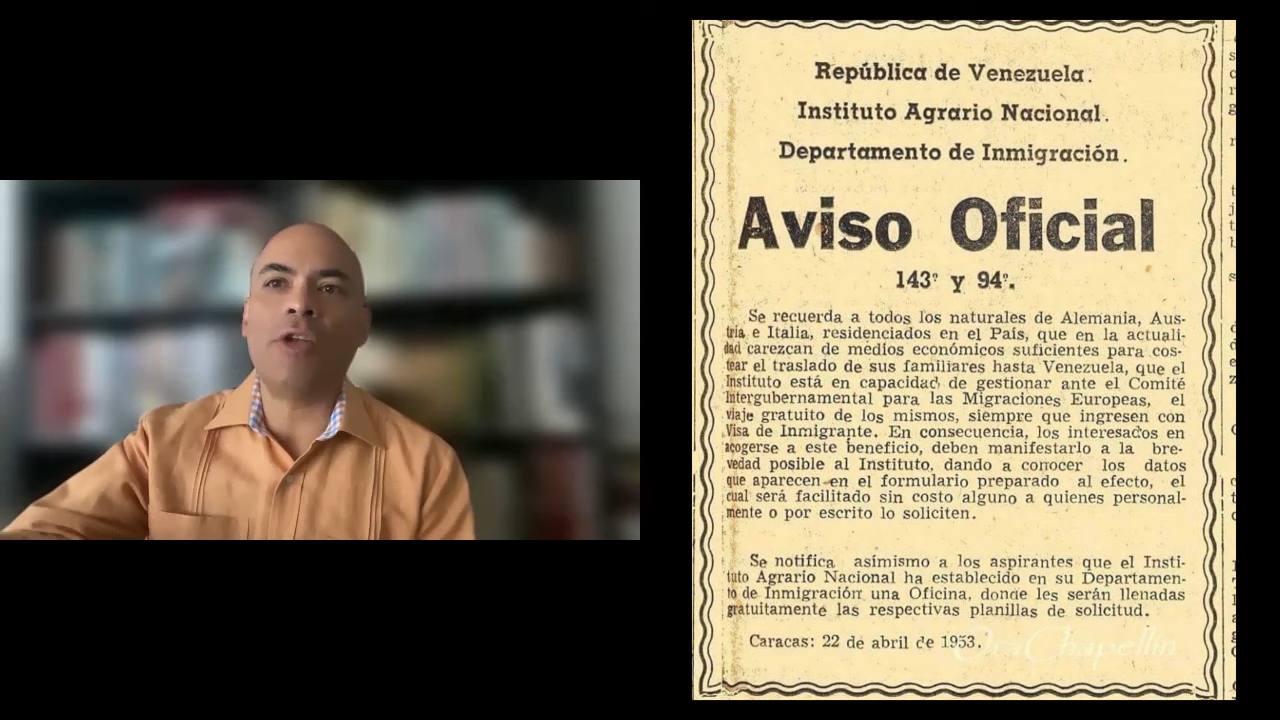 República de Venezuela.
Instituto Agrario Nacional.
Departamento de Inmigración.
Aviso Oficial
143º y 94º.
Se recuerda a todos los naturales de Alemania, Aus-
tria e Italia, residenciados en el País, que en la actuali-
dad carezcan de medios económicos suficientes para cos-
tear el traslado de sus familiares hasta Venezuela, que el
Instituto está en capacidad de gestionar ante el Comité
Intergubernamental para las Migraciones Europeas, el
viaje gratuito de los mismos, siempre que ingresen con
Visa de Inmigrante. En consecuencia, los interesados en
acogerse a este beneficio, deben manifestarlo a la bre-
vedad posible al Instituto, dando a conocer los datos
que aparecen en el formulario preparado al efecto, el
cual será facilitado sin costo alguno a quienes personal-
mente o por escrito lo soliciten.
Se notifica asímismo a los aspirantes que el Insti-
tuto Agrario Nacional ha establecido en su Departamen-
to de Inmigración una Oficina, donde les serán llenadas
gratuitamente las respectivas planillas de solicitud.
Caracas: 22 de abril de 1953.
Chapellín